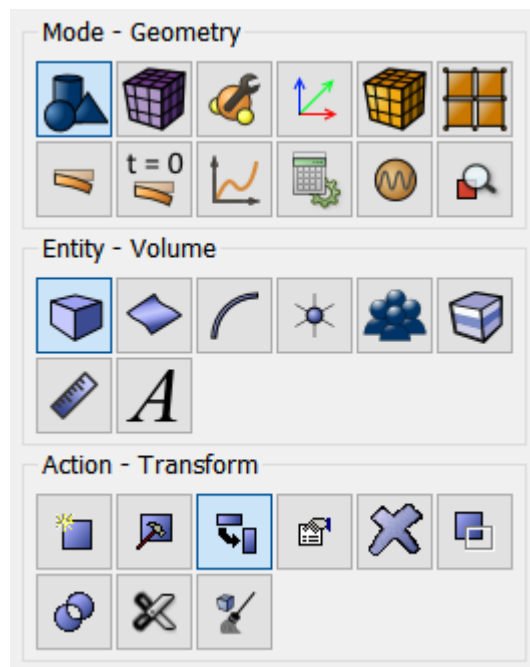 Mode - Geometry
t = 0
Entity - Volume
A
Action - Transform